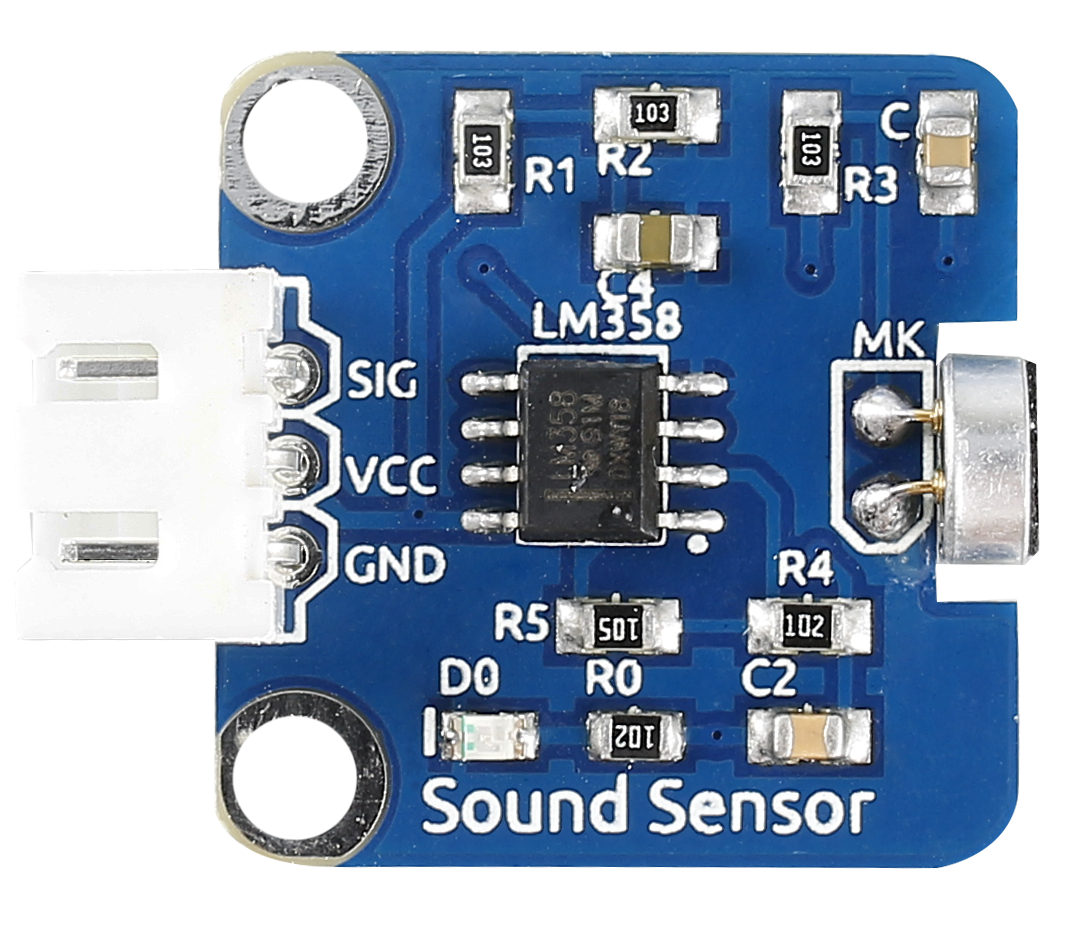 103
103
103
C
R1
R2
R3
C4
LM358
MK
SIG
VCC
GND
LM358
91M
R4
R5
105
102
D0
R0
C2
102
Sound Sensor